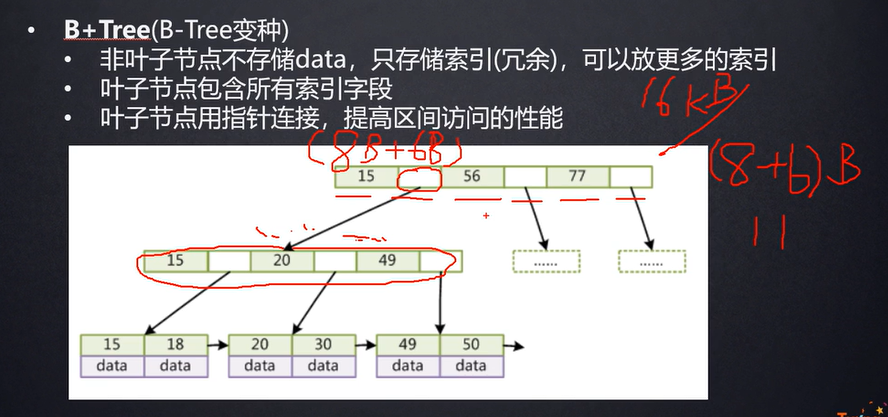 B+Tree(B-Tree变种)
非叶子节点不存储data，只存储索引(冗余)，可以放更多的索引
叶子节点包含所有索引字段
叶子节点用指针连接，提高区间访问的性能
16KB
(8B+6B)
(8+6)B
15 56 77
15 20 49
...... ......
15 18 20 30 49 50
data data data data data data